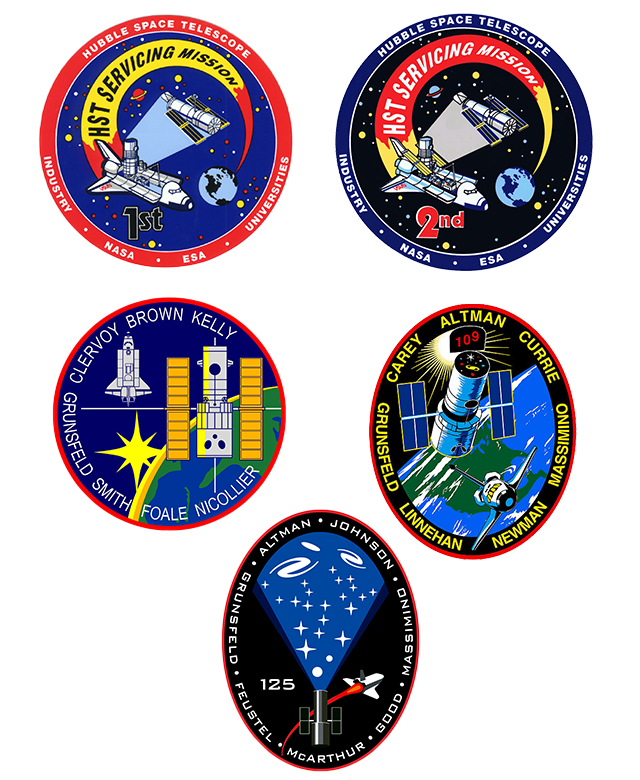 HUBBLE SPACE TELESCOPE
HST SERVICING MISSION
1st
INDUSTRY • NASA • ESA • UNIVERSITIES
HUBBLE SPACE TELESCOPE
HST SERVICING MISSION
2nd
INDUSTRY • NASA • ESA • UNIVERSITIES
CLERVOY BROWN KELLY
GRUNSFELD SMITH FOALE NICOLLIER
CAREY ALTMAN CURRIE
109
GRUNSFELD LINNEHAN NEWMAN MASSIMINO
ALTMAN • JOHNSON
125
GRUNSFELD • FEUSTEL • MCARTHUR • GOOD • MASSIMINO